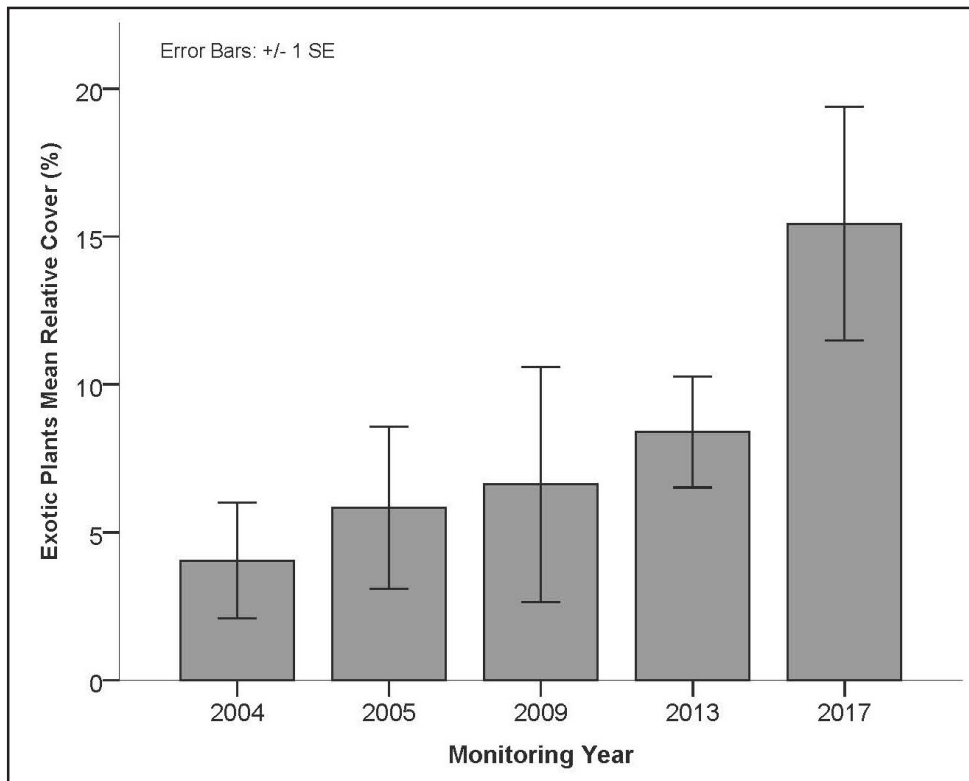 Error Bars: +/- 1 SE
Exotic Plants Mean Relative Cover (%)
20
15
10
5
0
2004 2005 2009 2013 2017
Monitoring Year